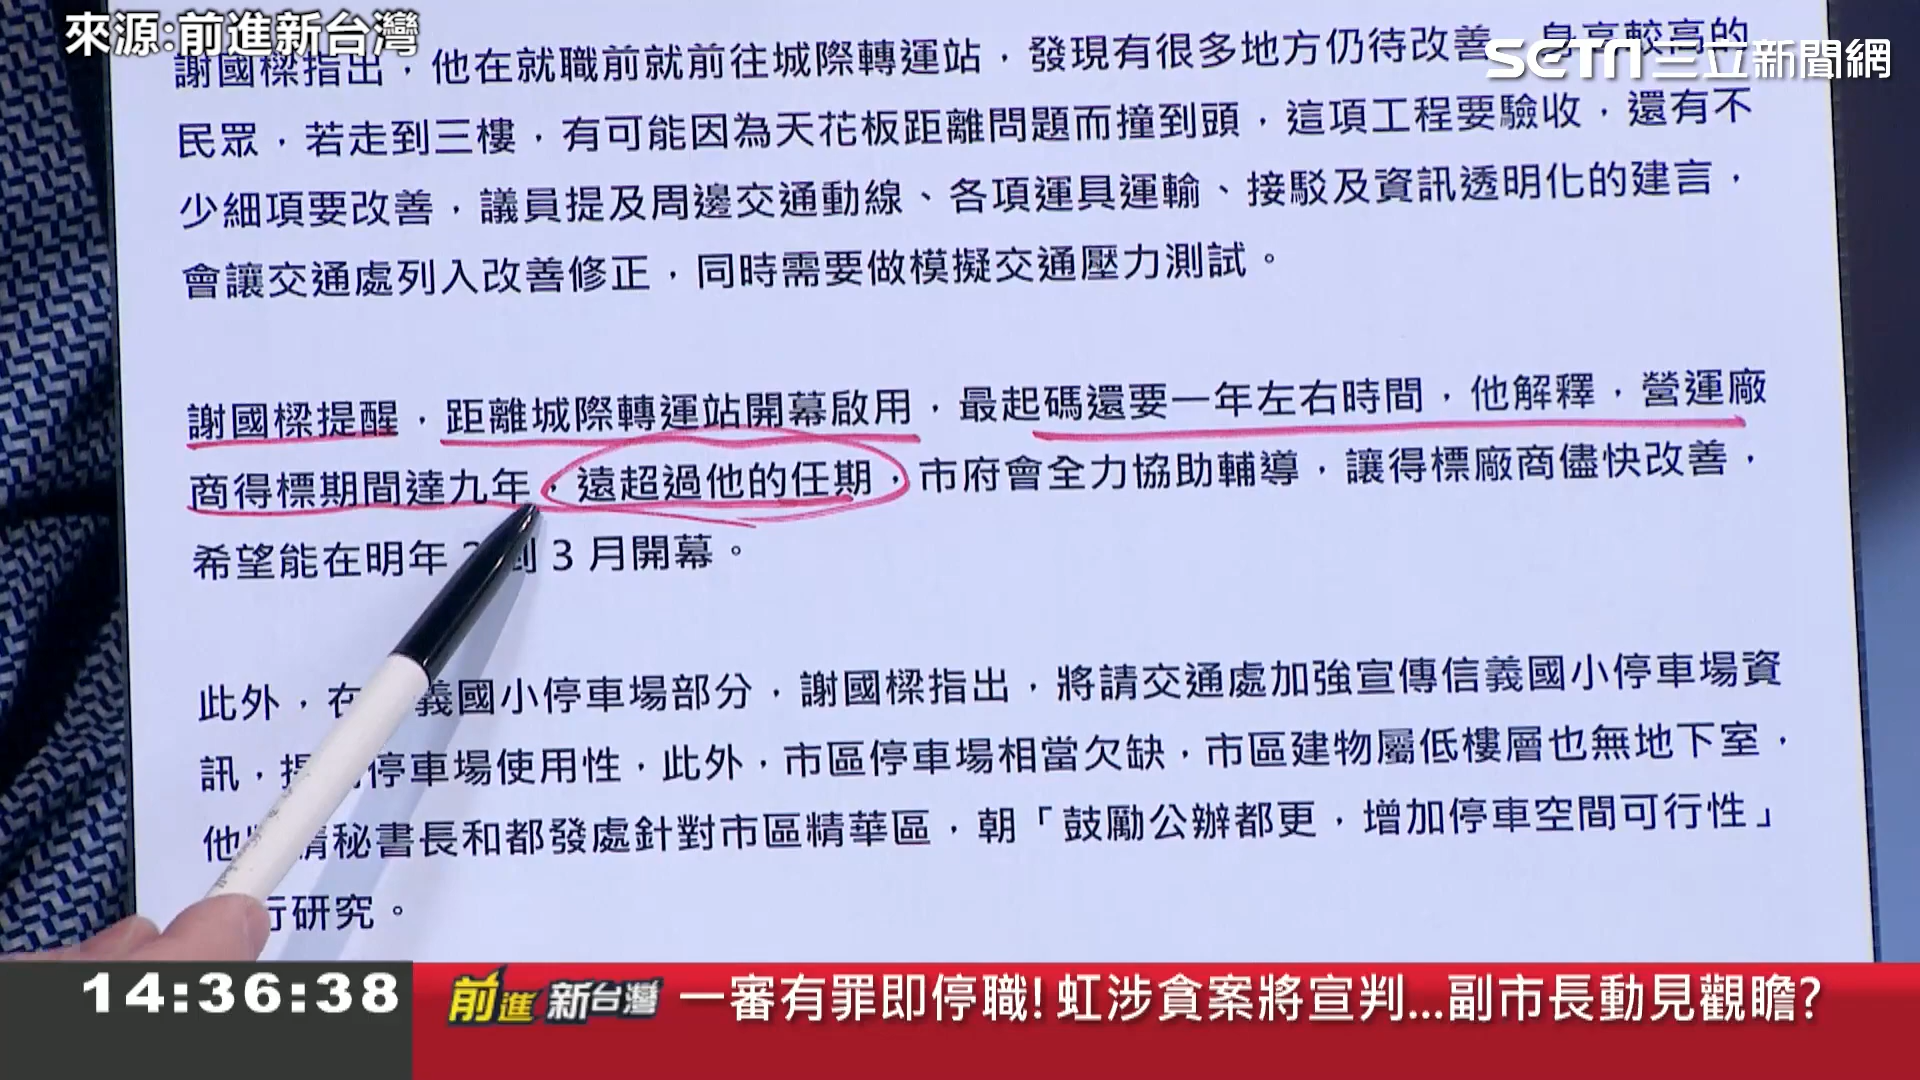 來源:前進新台灣
SETN三立新聞網
謝國樑指出，他在就職前就前往城際轉運站，發現有很多地方仍待改善，身高較高的
民眾，若走到三樓，有可能因為天花板距離問題而撞到頭，這項工程要驗收，還有不
少細項要改善，議員提及周邊交通動線、各項運具運輸、接駁及資訊透明化的建言，
會讓交通處列入改善修正，同時需要做模擬交通壓力測試。
謝國樑提醒，距離城際轉運站開幕啟用，最起碼還要一年左右時間，他解釋，營運廠
商得標期間達九年，遠超過他的任期，市府會全力協助輔導，讓得標廠商儘快改善，
希望能在明年 到 3 月開幕。
此外，在 義國小停車場部分，謝國樑指出，將請交通處加強宣傳信義國小停車場資
訊， 停車場使用性，此外，市區停車場相當欠缺，市區建物屬低樓層也無地下室，
他 請秘書長和都發處針對市區精華區，朝「鼓勵公辦都更，增加停車空間可行性」
行研究。
14:36:38
前進新台灣
一審有罪即停職!虹涉貪案將宣判...副市長動見觀瞻?